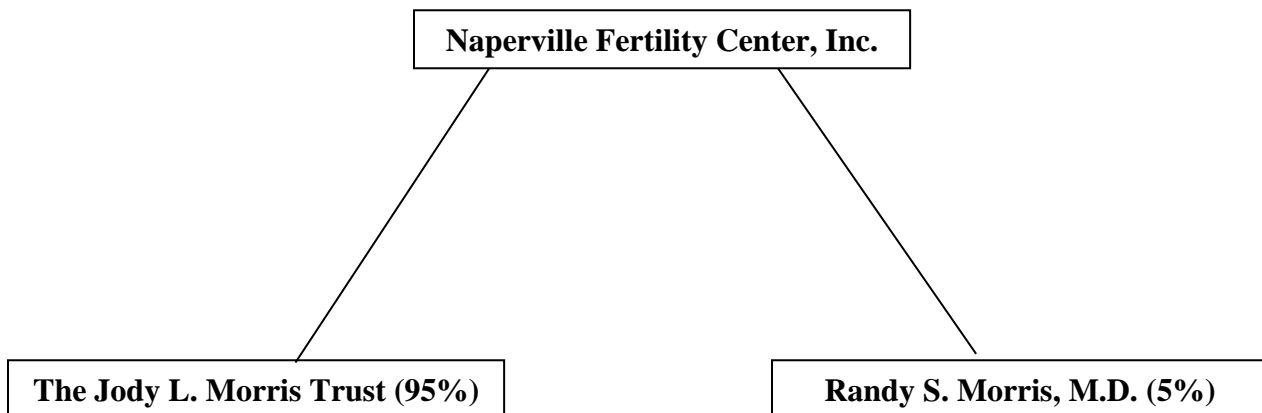 Naperville Fertility Center, Inc.
The Jody L. Morris Trust (95%)
Randy S. Morris, M.D. (5%)